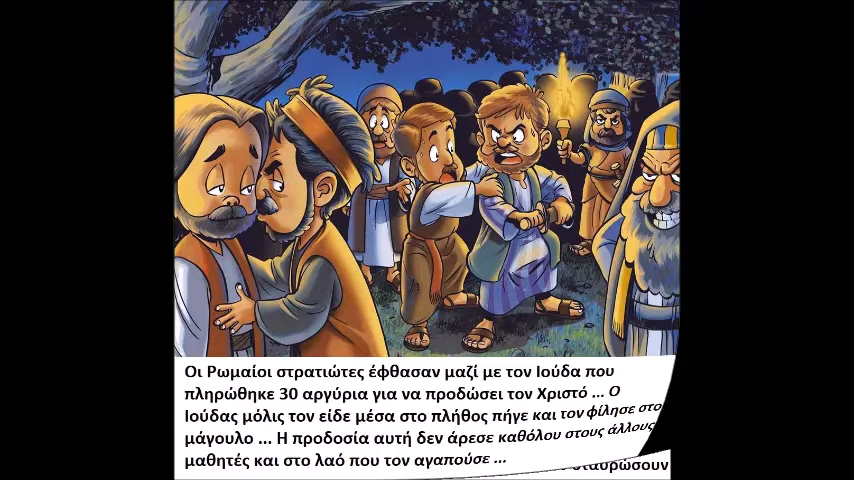 Οι Ρωμαίοι στρατιώτες έφθασαν μαζί με τον Ιούδα που
πληρώθηκε 30 αργύρια για να προδώσει τον Χριστό ... Ο
Ιούδας μόλις τον είδε μέσα στο πλήθος πήγε και τον φίλησε στο
μάγουλο ... Η προδοσία αυτή δεν άρεσε καθόλου στους άλλους
μαθητές και στο λαό που τον αγαπούσε ...